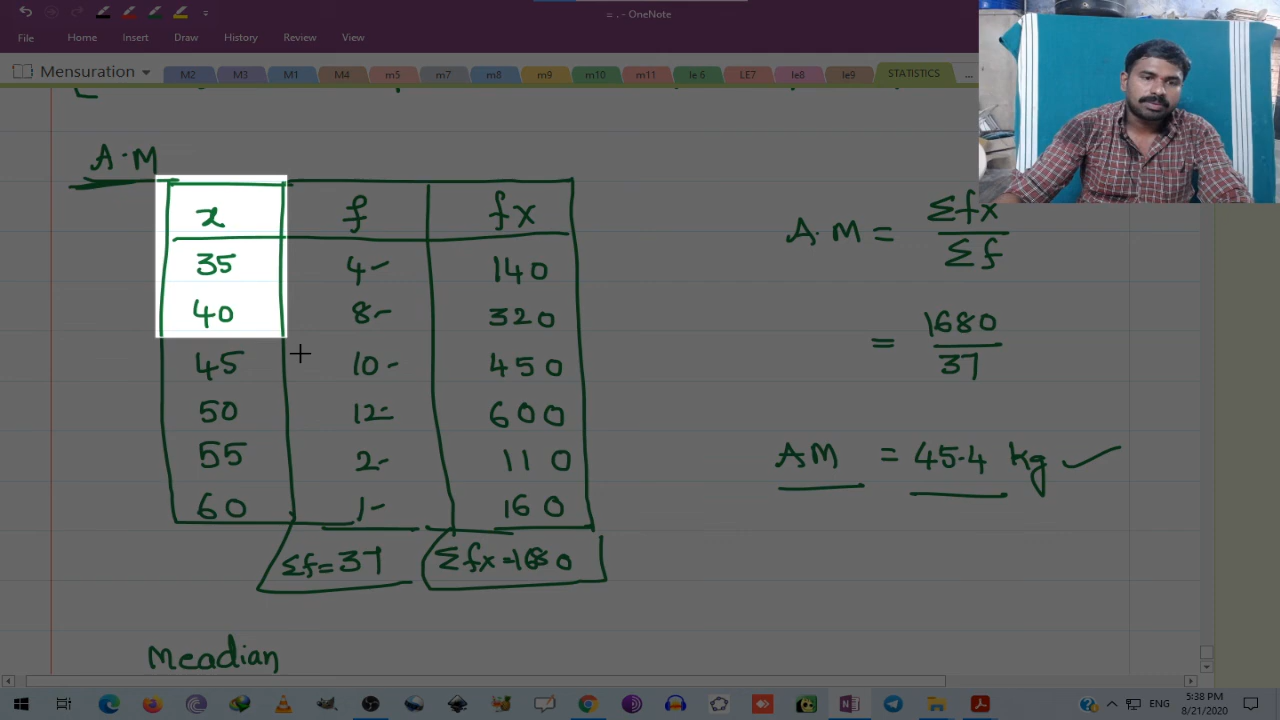 = . - OneNote
File Home Insert Draw History Review View
Mensuration M2 M3 M1 M4 m5 m7 m8 m9 m10 m11 le 6 LE7 le8 le9 STATISTICS ...
A.M
x f fx
35 4- 140
40 8- 320
45 10- 450
50 12- 600
55 2- 110
60 1- 160
Σf=37 Σfx=1680
A.M = Σfx / Σf
= 1680 / 37
AM = 45.4 kg ✓
Meadian
ENG
5:38 PM
8/21/2020